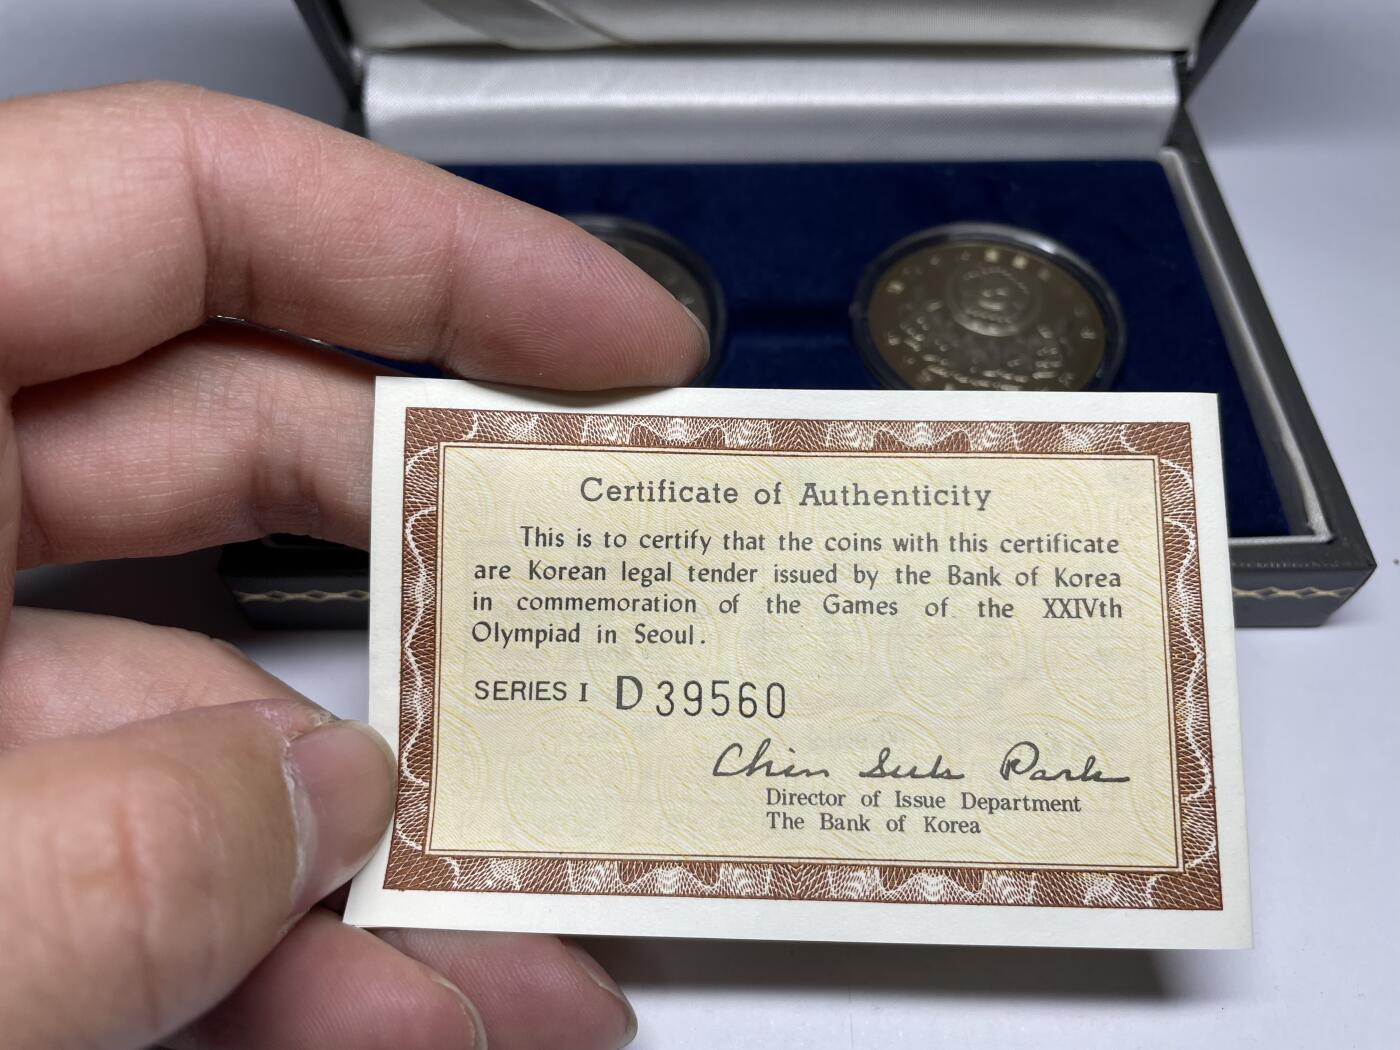 Certificate of Authenticity
This is to certify that the coins with this certificate
are Korean legal tender issued by the Bank of Korea
in commemoration of the Games of the XXIVth
Olympiad in Seoul.
SERIES I D 39560
Chin Suk Park
Director of Issue Department
The Bank of Korea